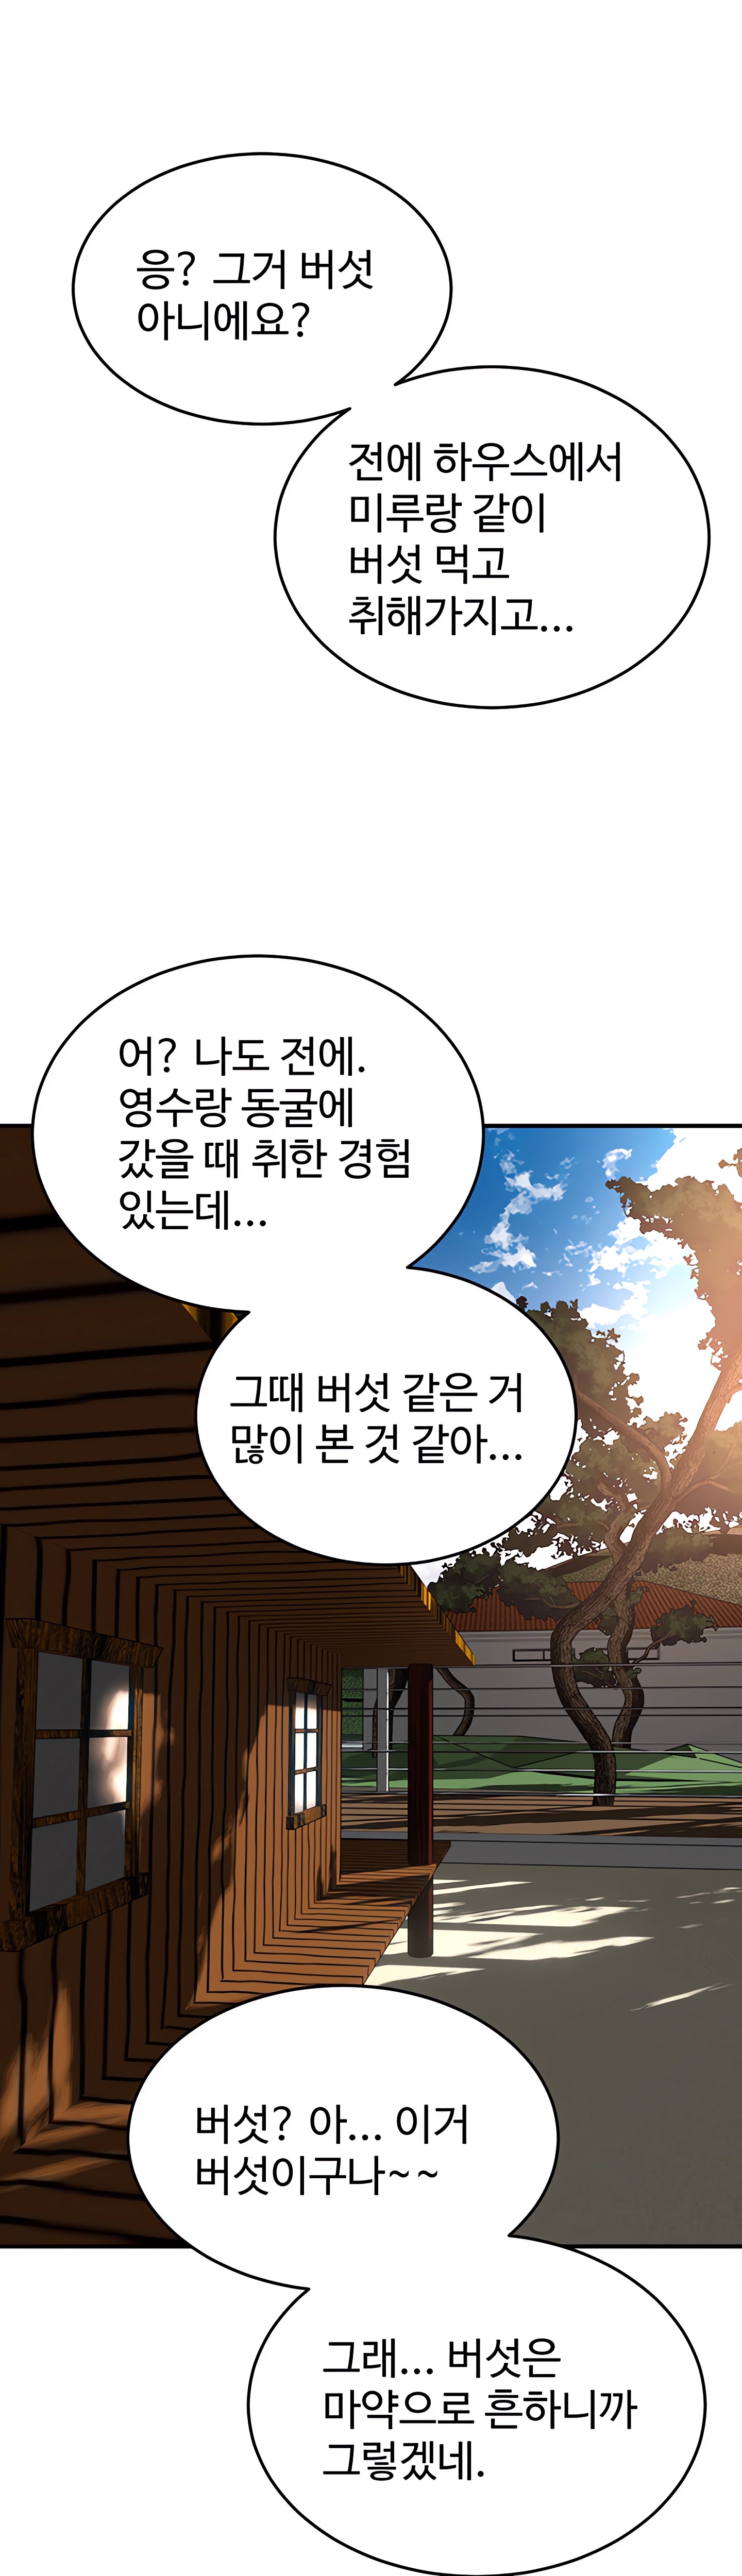 응? 그거 버섯
아니에요?
전에 하우스에서
미루랑 같이
버섯 먹고
취해가지고...
어? 나도 전에.
영수랑 동굴에
갔을 때 취한 경험
있는데...
그때 버섯 같은 거
많이 본 것 같아...
버섯? 아... 이거
버섯이구나~~
그래... 버섯은
마약으로 흔하니까
그렇겠네.